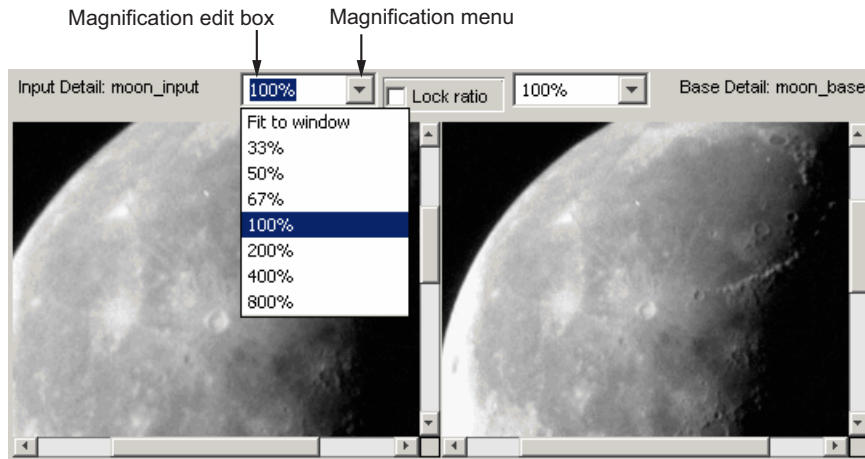 Magnification edit box
Magnification menu
Input Detail: moon_input
100%
Lock ratio
100%
Base Detail: moon_base
Fit to window
33%
50%
67%
100%
200%
400%
800%